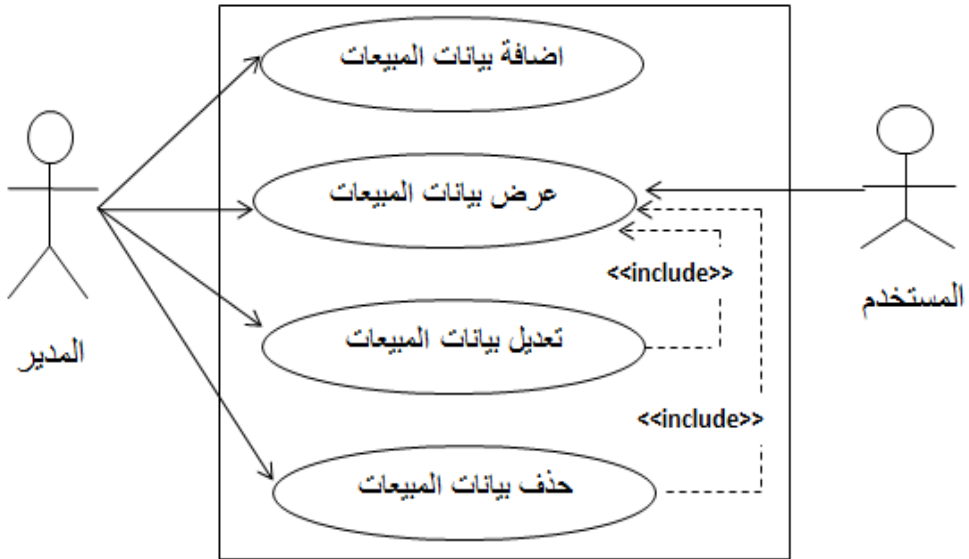 اضافة بيانات المبيعات
عرض بيانات المبيعات
<<include>>
المستخدم
تعديل بيانات المبيعات
المدير
<<include>>
حذف بيانات المبيعات